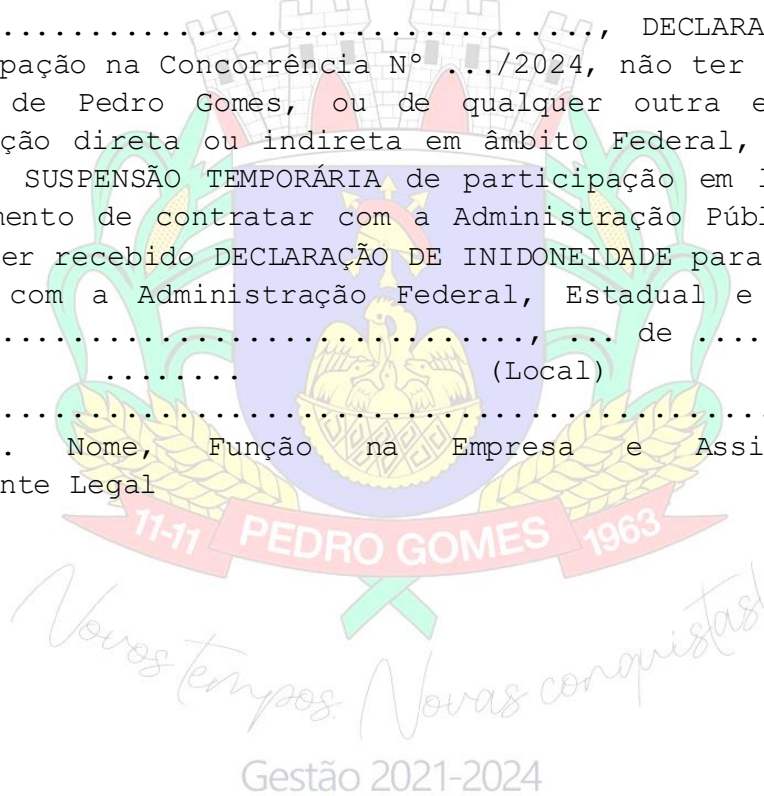 ...................................., DECLARA
pação na Concorrência Nº .../2024, não ter
de Pedro Gomes, ou de qualquer outra e
ção direta ou indireta em âmbito Federal,
SUSPENSÃO TEMPORÁRIA de participação em
mento de contratar com a Administração Públ
er recebido DECLARAÇÃO DE INIDONEIDADE para
com a Administração Federal, Estadual e
................................, ... de ....
........ (Local)
..............................................
. Nome, Função na Empresa e Assi
nte Legal
11-11 PEDRO GOMES 1963
Novos tempos. Novas conquistas!
Gestão 2021-2024